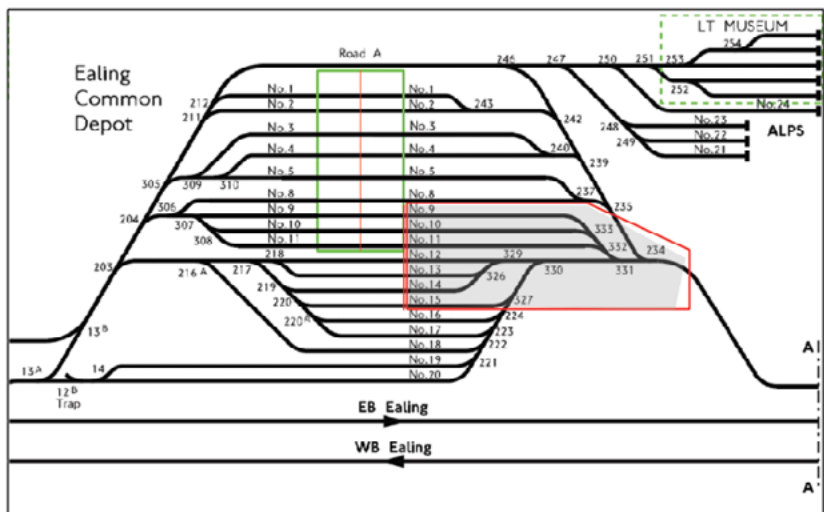 LT MUSEUM
254
Road A
246
247
250
251
253
252
Ealing
Common
Depot
No.1
No.1
212
No.2
No.2
243
No.24
211
242
No.23
248
No.22
ALPS
249
No.21
No.3
No.3
No.4
No.4
240
239
309
310
No.5
No.5
305
237
No.8
No.8
235
306
No.9
No.9
204
307
No.10
No.10
333
308
No.11
No.11
332
234
218
No.12
329
203
216 A
217
No.13
330
331
326
219
No.14
220
No.15
327
220A
No.16
224
13B
No.17
223
No.18
222
A
No.19
221
13A
14
No.20
12B
Trap
EB Ealing
WB Ealing
A